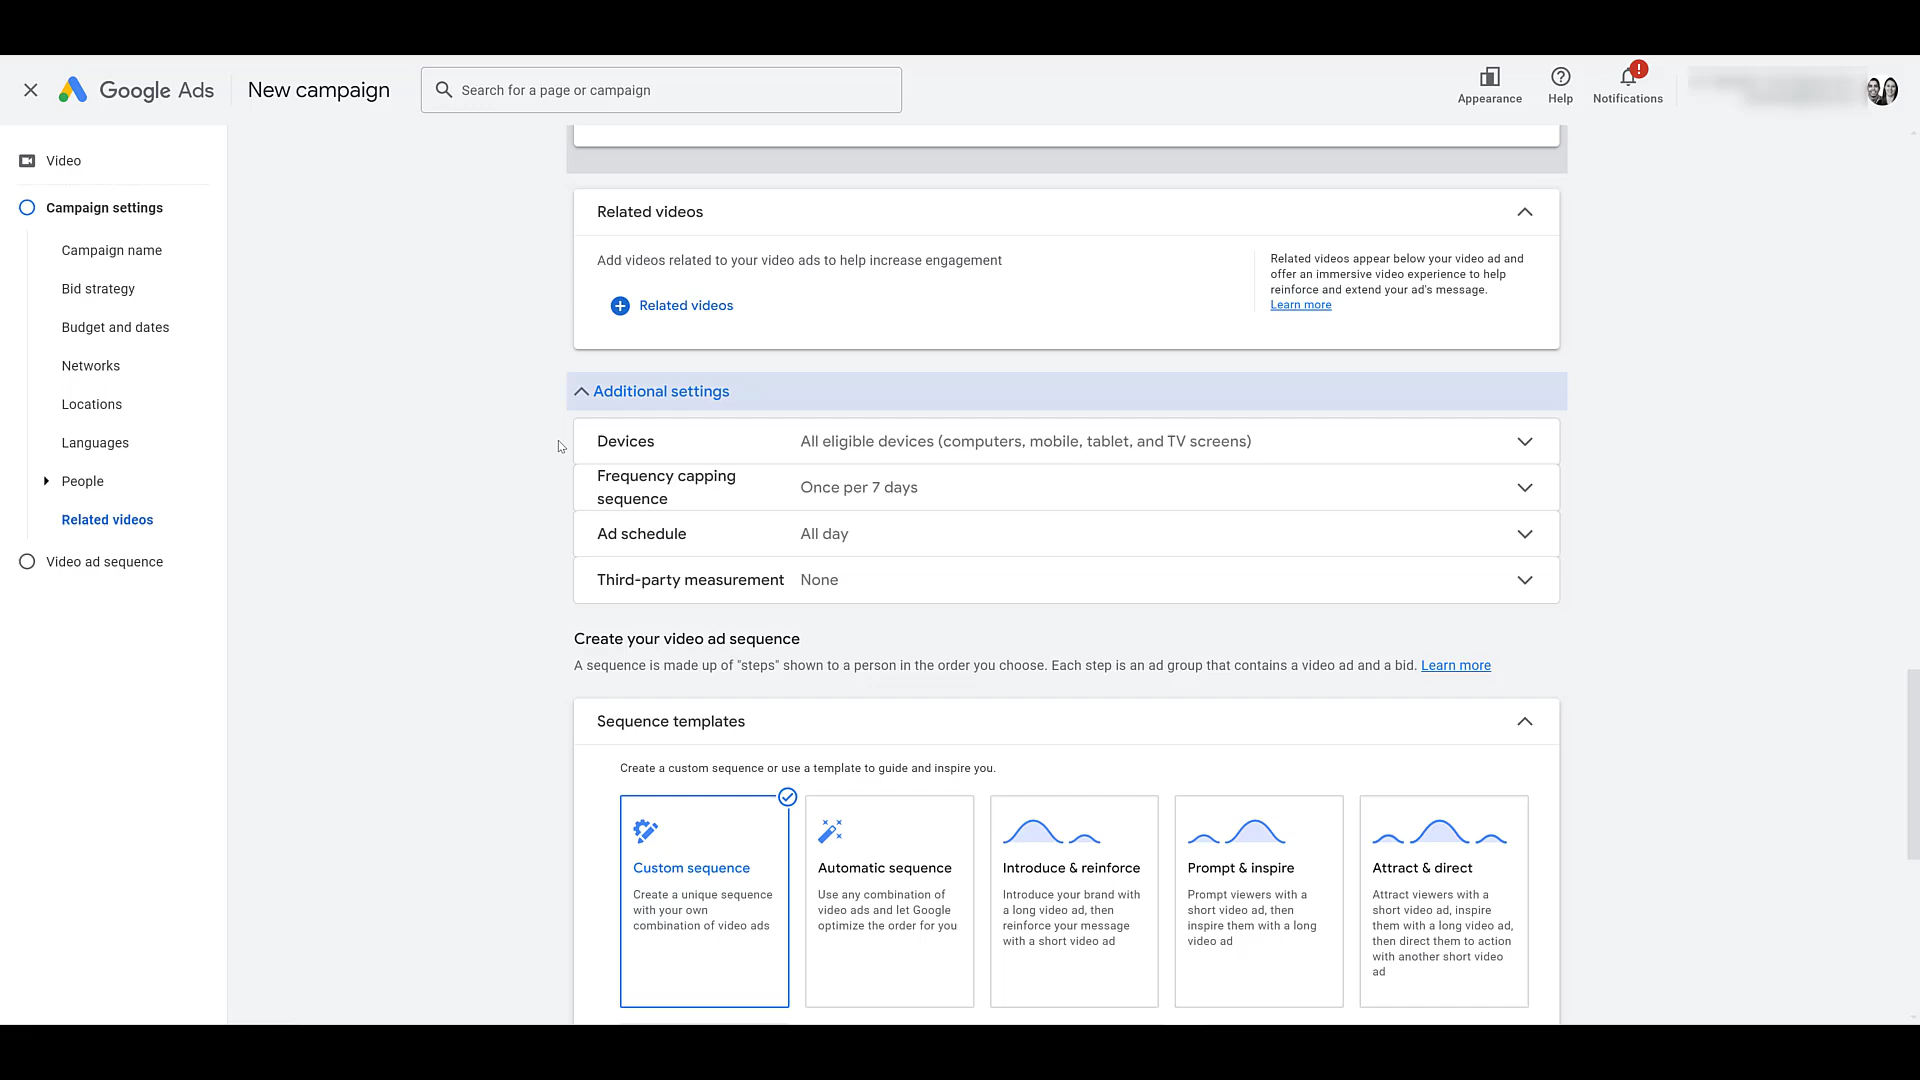 Google Ads
New campaign
Search for a page or campaign
Appearance
Help
!
Notifications
Video
Campaign settings
Campaign name
Bid strategy
Budget and dates
Networks
Locations
Languages
People
Related videos
Video ad sequence
Related videos
Add videos related to your video ads to help increase engagement
Related videos
Related videos appear below your video ad and
offer an immersive video experience to help
reinforce and extend your ad's message.
Learn more
Additional settings
Devices All eligible devices (computers, mobile, tablet, and TV screens)
Frequency capping
sequence
Once per 7 days
Ad schedule All day
Third-party measurement None
Create your video ad sequence
A sequence is made up of "steps" shown to a person in the order you choose. Each step is an ad group that contains a video ad and a bid. Learn more
Sequence templates
Create a custom sequence or use a template to guide and inspire you.
Custom sequence
Create a unique sequence
with your own
combination of video ads
Automatic sequence
Use any combination of
video ads and let Google
optimize the order for you
Introduce & reinforce
Introduce your brand with
a long video ad, then
reinforce your message
with a short video ad
Prompt & inspire
Prompt viewers with a
short video ad, then
inspire them with a long
video ad
Attract & direct
Attract viewers with a
short video ad, inspire
them with a long video ad,
then direct them to action
with another short video
ad